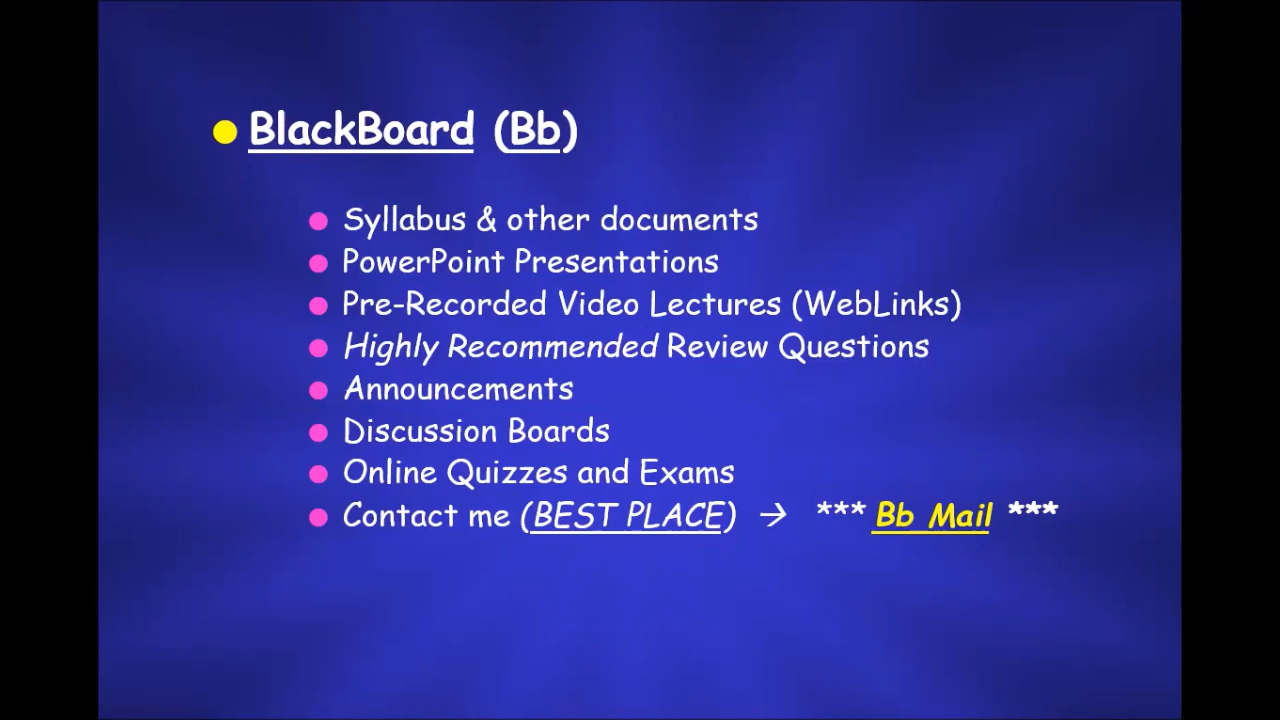 BlackBoard (Bb)
Syllabus & other documents
PowerPoint Presentations
Pre-Recorded Video Lectures (WebLinks)
Highly Recommended Review Questions
Announcements
Discussion Boards
Online Quizzes and Exams
Contact me (BEST PLACE) → *** Bb Mail ***